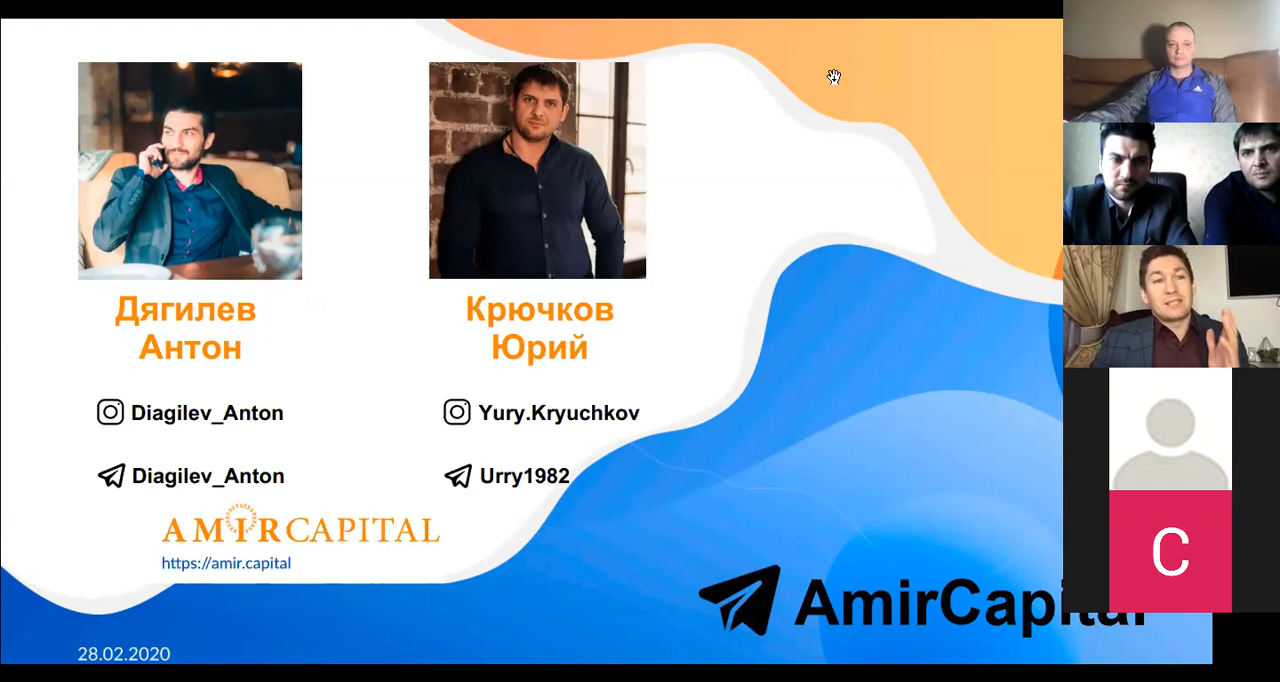 Дягилев
Антон
Diagilev_Anton
Diagilev_Anton
Крючков
Юрий
Yury.Kryuchkov
Urry1982
AMIRCAPITAL
https://amir.capital
AmirCapital
28.02.2020
C